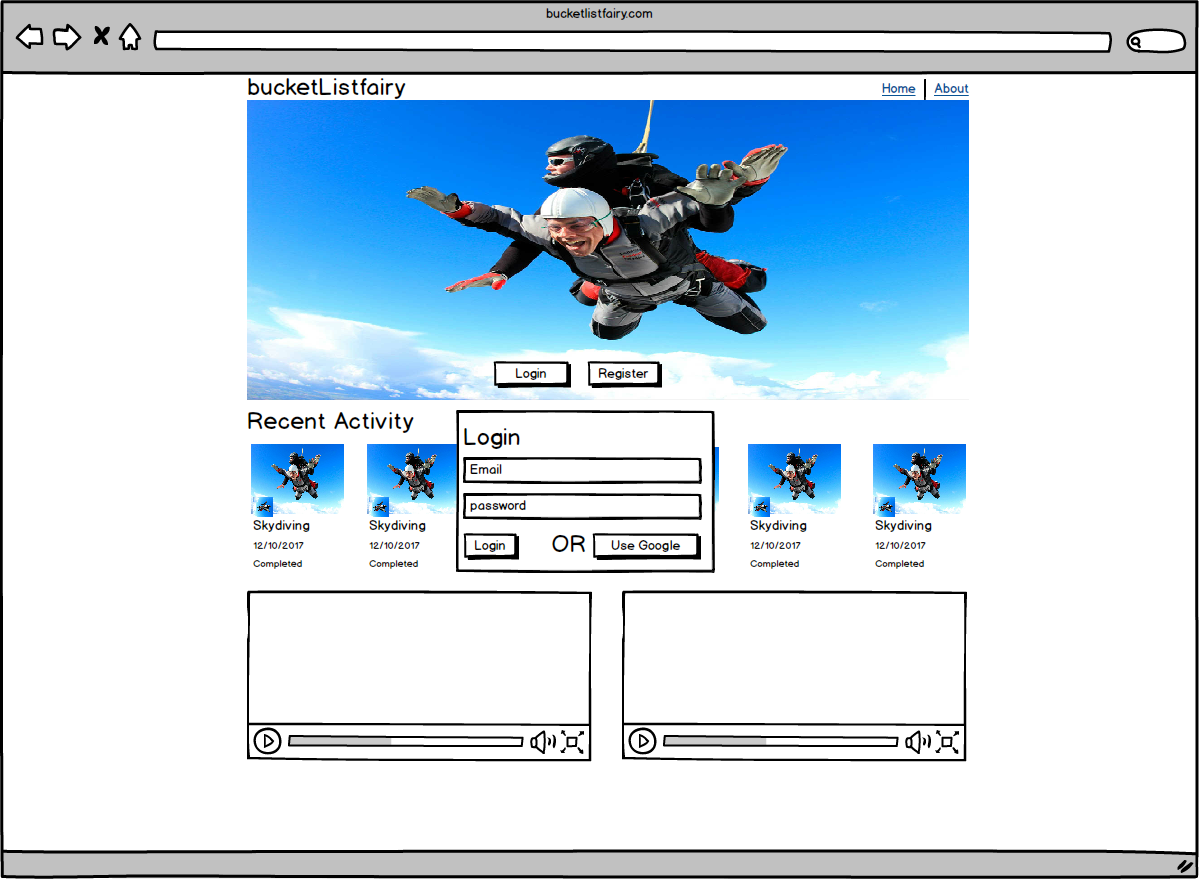 bucketlistfairy.com
bucketListfairy
Home
About
Login
Register
Recent Activity
Login
Email
password
Login
OR
Use Google
Skydiving
12/10/2017
Completed
Skydiving
12/10/2017
Completed
Skydiving
12/10/2017
Completed
Skydiving
12/10/2017
Completed